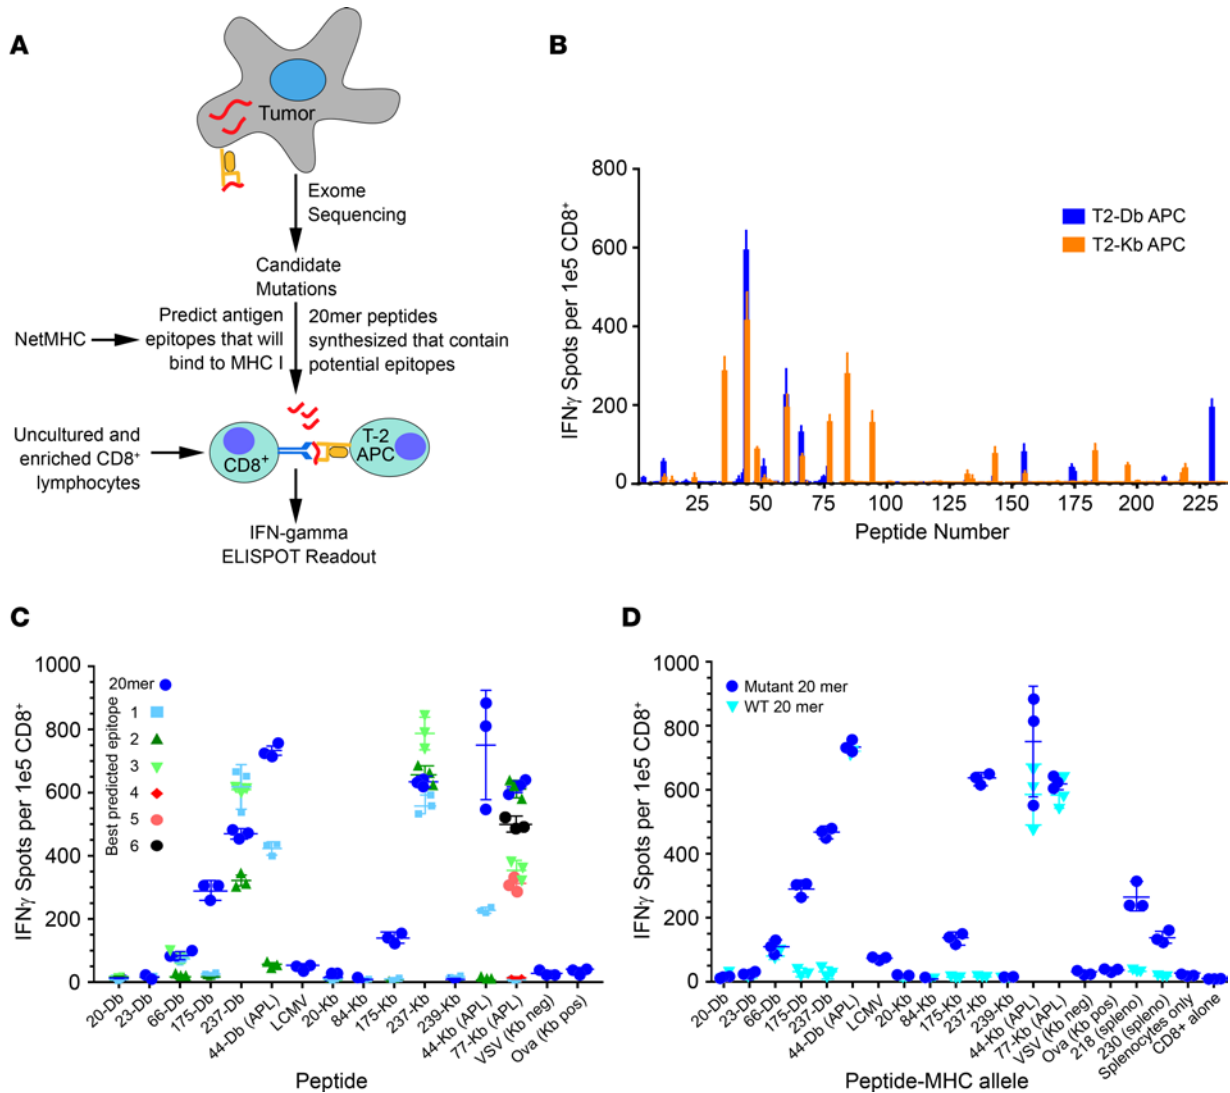 A
Tumor
Exome
Sequencing
Candidate
Mutations
NetMHC
Predict antigen
epitopes that will
bind to MHC I
20mer peptides
synthesized that contain
potential epitopes
Uncultured and
enriched CD8⁺
lymphocytes
CD8⁺
T-2
APC
IFN-gamma
ELISPOT Readout
B
IFNγ Spots per 1e5 CD8⁺
800
600
400
200
0
T2-Db APC
T2-Kb APC
25
50
75
100
125
150
175
200
225
Peptide Number
C
IFNγ Spots per 1e5 CD8⁺
1000
800
600
400
200
0
20mer
Best predicted epitope
1
2
3
4
5
6
20-Db
23-Db
66-Db
175-Db
237-Db
44-Db (APL)
LCMV
20-Kb
84-Kb
175-Kb
237-Kb
239-Kb
44-Kb (APL)
77-Kb (APL)
VSV (Kb neg)
Ova (Kb pos)
Peptide
D
IFNγ Spots per 1e5 CD8⁺
1000
800
600
400
200
0
Mutant 20 mer
WT 20 mer
20-Db
23-Db
66-Db
175-Db
237-Db
44-Db (APL)
LCMV
20-Kb
84-Kb
175-Kb
237-Kb
239-Kb
44-Kb (APL)
77-Kb (APL)
VSV (Kb neg)
Ova (Kb pos)
218 (spleno)
230 (spleno)
Splenocytes only
CD8+ alone
Peptide-MHC allele